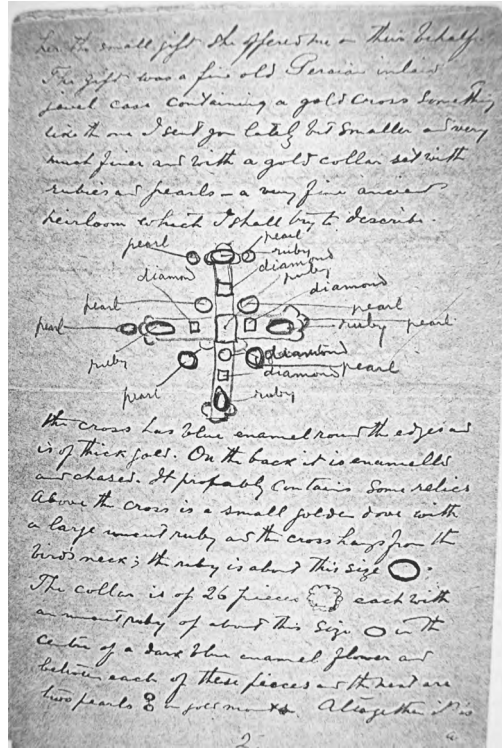 her the small gift she offered me on their behalf.
The gift was a fine old Persian inlaid
jewel case containing a gold cross something
like the one I sent you lately but smaller and very
much finer and with a gold collar set with
rubies and pearls – a very fine ancient
heirloom which I shall try to describe.
pearl pearl
ruby
diamond diamond
ruby
diamond
pearl pearl
pearl ruby pearl
ruby diamond
diamond pearl
pearl ruby
the cross has blue enamel round the edges and
is of thick gold. On the back it is enamelled
and chased. It probably contains some relics
Above the cross is a small golden dove with
a large uncut ruby and the cross hangs from the
bird's neck; the ruby is about this size
The collar is of 26 pieces each with
an uncut ruby of about this size in the
centre of a dark blue enamel flower and
between each of these pieces and the next are
two pearls 8 in gold mounts. Altogether it is
2